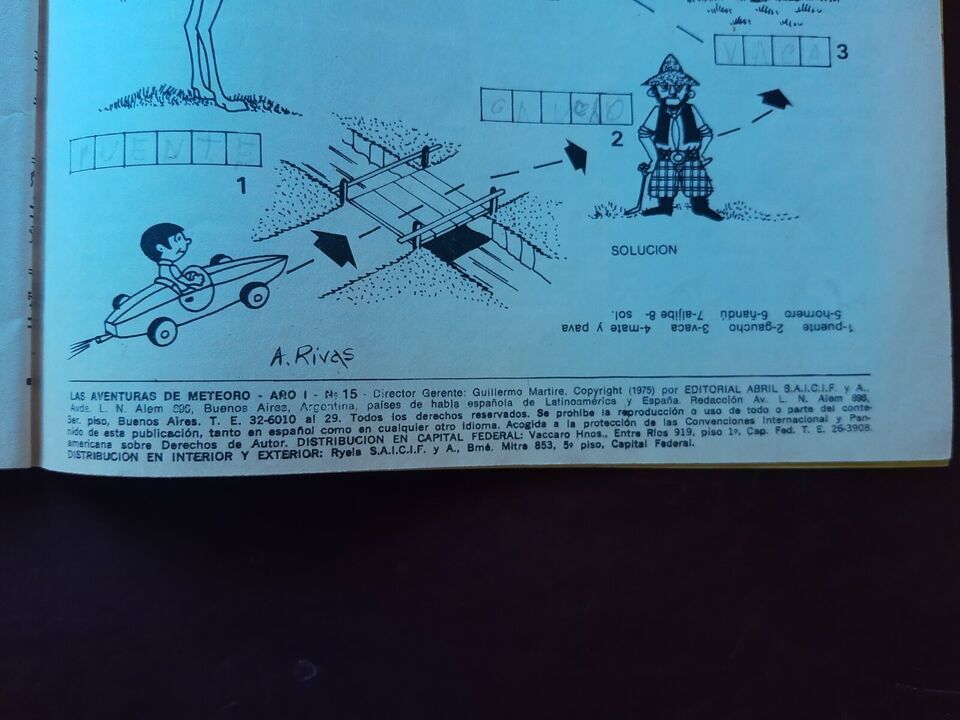 VACA 3
GAUCHO
2
PUENTE
1
SOLUCION
1-puente 2-gaucho 3-vaca 4-mate y pava
5-hornero 6-ñandú 7-aljibe 8- sol.
A. RIVAS
LAS AVENTURAS DE METEORO - AÑO I - Nº 15 - Director Gerente: Guillermo Martire. Copyright (1975) por EDITORIAL ABRIL S.A.I.C.I.F. y A.,
Avda. L. N. Alem 896, Buenos Aires, Argentina, países de habla española de Latinoamérica y España. Redacción Av. L. N. Alem 896,
3er. piso, Buenos Aires. T. E. 32-6010 al 29. Todos los derechos reservados. Se prohibe la reproducción o uso de todo o parte del conte-
nido de esta publicación, tanto en español como en cualquier otro idioma. Acogida a la protección de las Convenciones Internacional y Pan-
americana sobre Derechos de Autor. DISTRIBUCION EN CAPITAL FEDERAL: Vaccaro Hnos., Entre Ríos 919, piso 1º. Cap. Fed. T. E. 26-3908.
DISTRIBUCION EN INTERIOR Y EXTERIOR: Ryela S.A.I.C.I.F. y A., Bmé. Mitre 853, 5º piso, Capital Federal.